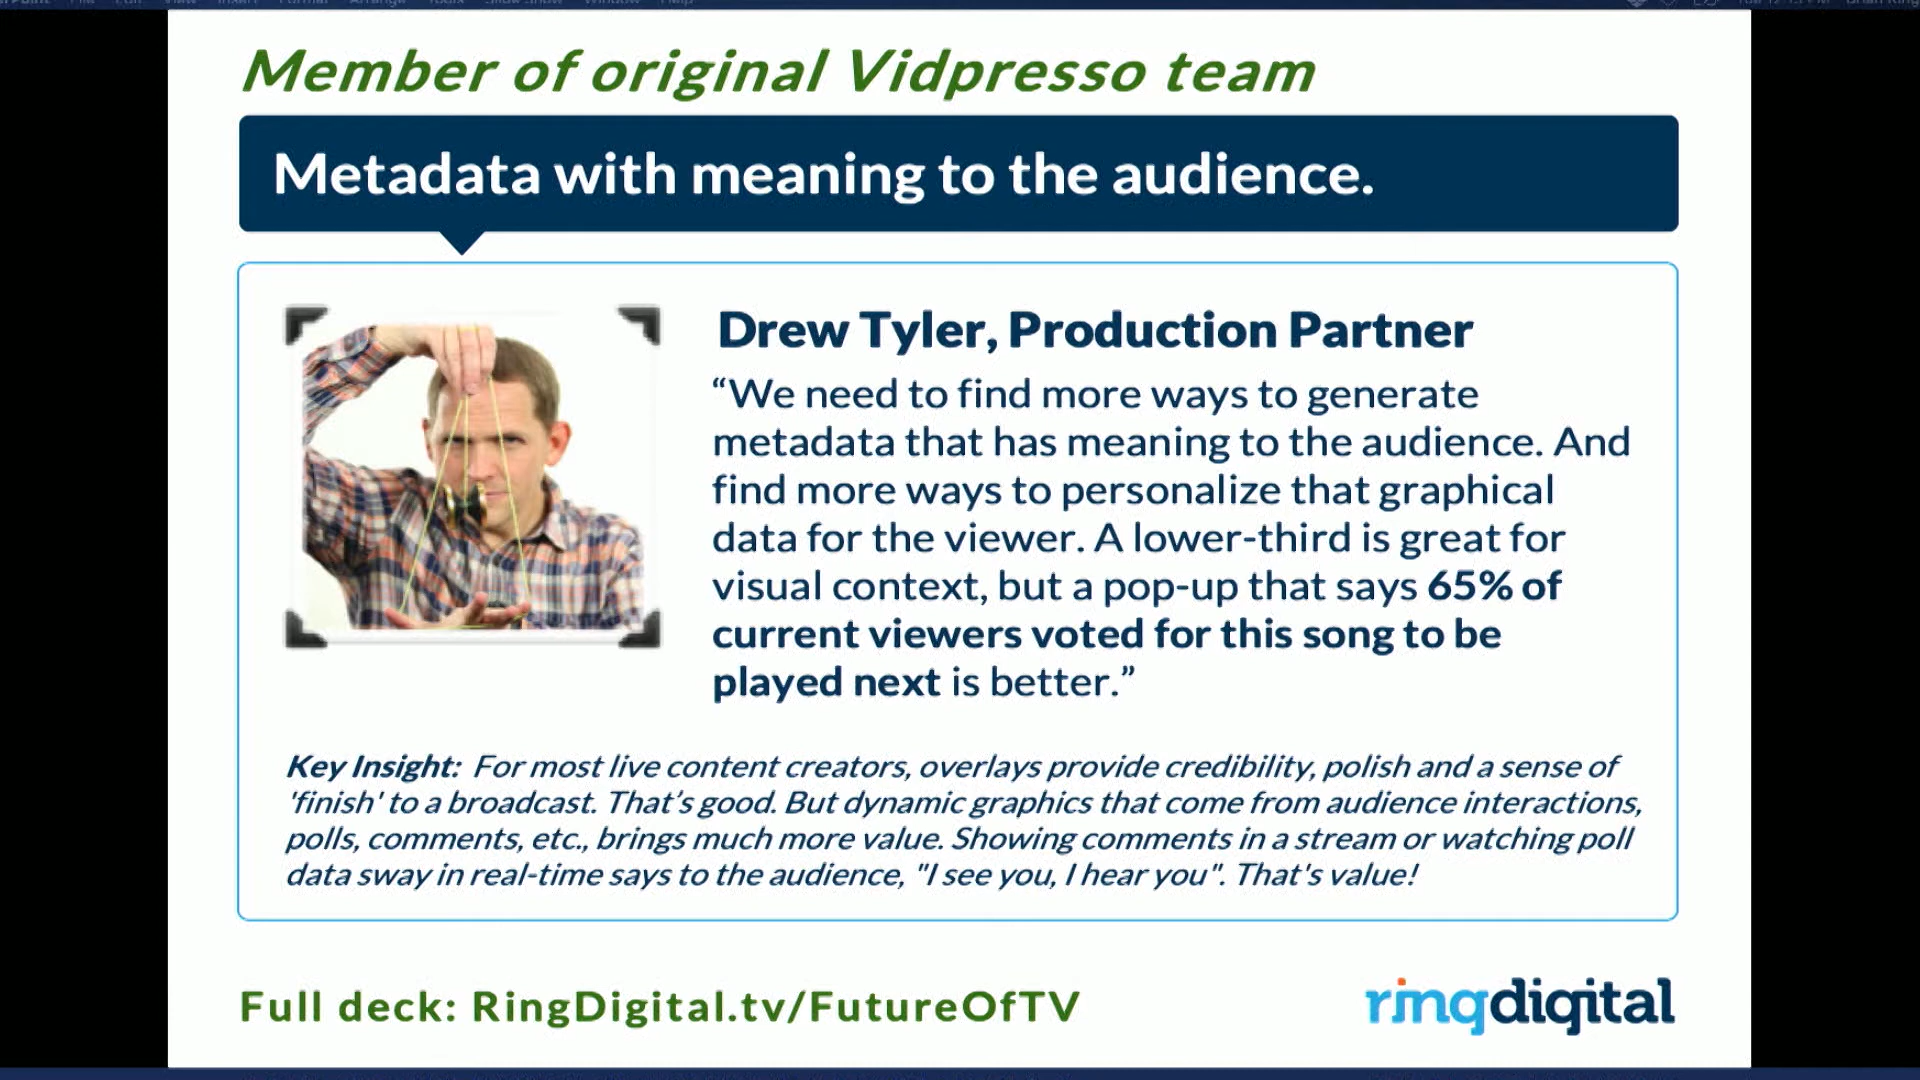 Member of original Vidpresso team
Metadata with meaning to the audience.
Drew Tyler, Production Partner
“We need to find more ways to generate
metadata that has meaning to the audience. And
find more ways to personalize that graphical
data for the viewer. A lower-third is great for
visual context, but a pop-up that says 65% of
current viewers voted for this song to be
played next is better.”
Key Insight: For most live content creators, overlays provide credibility, polish and a sense of
'finish' to a broadcast. That’s good. But dynamic graphics that come from audience interactions,
polls, comments, etc., brings much more value. Showing comments in a stream or watching poll
data sway in real-time says to the audience, "I see you, I hear you". That's value!
Full deck: RingDigital.tv/FutureOfTV
ringdigital